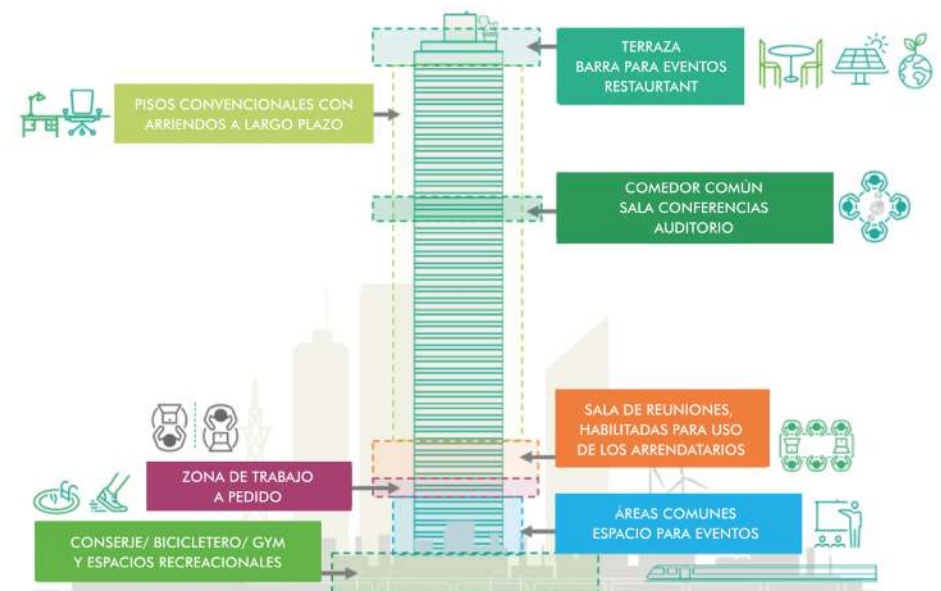 TERRAZA
BARRA PARA EVENTOS
RESTAURTANT
PISOS CONVENCIONALES CON
ARRIENDOS A LARGO PLAZO
COMEDOR COMÚN
SALA CONFERENCIAS
AUDITORIO
SALA DE REUNIONES,
HABILITADAS PARA USO
DE LOS ARRENDATARIOS
ZONA DE TRABAJO
A PEDIDO
ÁREAS COMUNES
ESPACIO PARA EVENTOS
CONSERJE/ BICICLETERO/ GYM
Y ESPACIOS RECREACIONALES